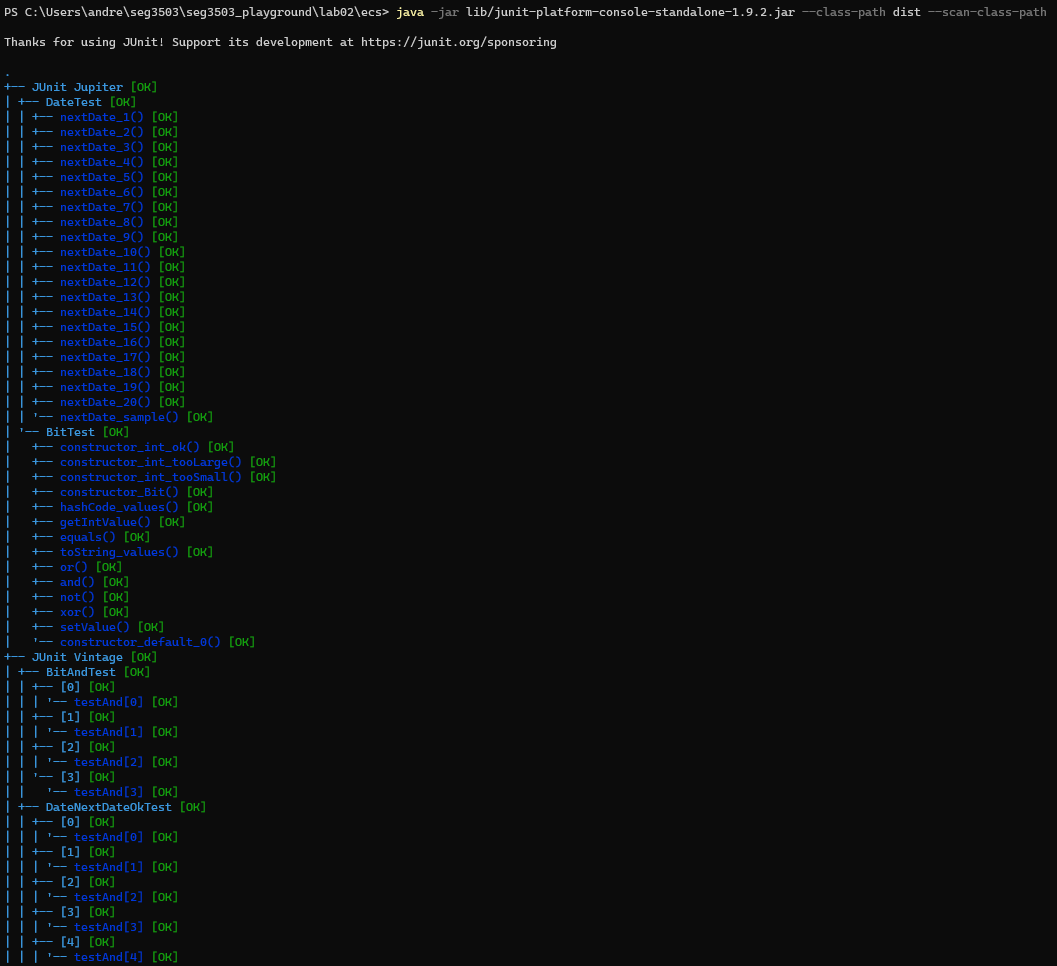 PS C:\Users\andre\seg3503\seg3503_playground\lab02\ecs> java -jar lib/junit-platform-console-standalone-1.9.2.jar --class-path dist --scan-class-path
Thanks for using JUnit! Support its development at https://junit.org/sponsoring
.
+-- JUnit Jupiter [OK]
| +-- DateTest [OK]
| | +-- nextDate_1() [OK]
| | +-- nextDate_2() [OK]
| | +-- nextDate_3() [OK]
| | +-- nextDate_4() [OK]
| | +-- nextDate_5() [OK]
| | +-- nextDate_6() [OK]
| | +-- nextDate_7() [OK]
| | +-- nextDate_8() [OK]
| | +-- nextDate_9() [OK]
| | +-- nextDate_10() [OK]
| | +-- nextDate_11() [OK]
| | +-- nextDate_12() [OK]
| | +-- nextDate_13() [OK]
| | +-- nextDate_14() [OK]
| | +-- nextDate_15() [OK]
| | +-- nextDate_16() [OK]
| | +-- nextDate_17() [OK]
| | +-- nextDate_18() [OK]
| | +-- nextDate_19() [OK]
| | +-- nextDate_20() [OK]
| | '-- nextDate_sample() [OK]
| '-- BitTest [OK]
|   +-- constructor_int_ok() [OK]
|   +-- constructor_int_tooLarge() [OK]
|   +-- constructor_int_tooSmall() [OK]
|   +-- constructor_Bit() [OK]
|   +-- hashCode_values() [OK]
|   +-- getIntValue() [OK]
|   +-- equals() [OK]
|   +-- toString_values() [OK]
|   +-- or() [OK]
|   +-- and() [OK]
|   +-- not() [OK]
|   +-- xor() [OK]
|   +-- setValue() [OK]
|   '-- constructor_default_0() [OK]
+-- JUnit Vintage [OK]
| +-- BitAndTest [OK]
| | +-- [0] [OK]
| | | '-- testAnd[0] [OK]
| | +-- [1] [OK]
| | | '-- testAnd[1] [OK]
| | +-- [2] [OK]
| | | '-- testAnd[2] [OK]
| | '-- [3] [OK]
| |   '-- testAnd[3] [OK]
| +-- DateNextDateOkTest [OK]
| | +-- [0] [OK]
| | | '-- testAnd[0] [OK]
| | +-- [1] [OK]
| | | '-- testAnd[1] [OK]
| | +-- [2] [OK]
| | | '-- testAnd[2] [OK]
| | +-- [3] [OK]
| | | '-- testAnd[3] [OK]
| | +-- [4] [OK]
| | | '-- testAnd[4] [OK]